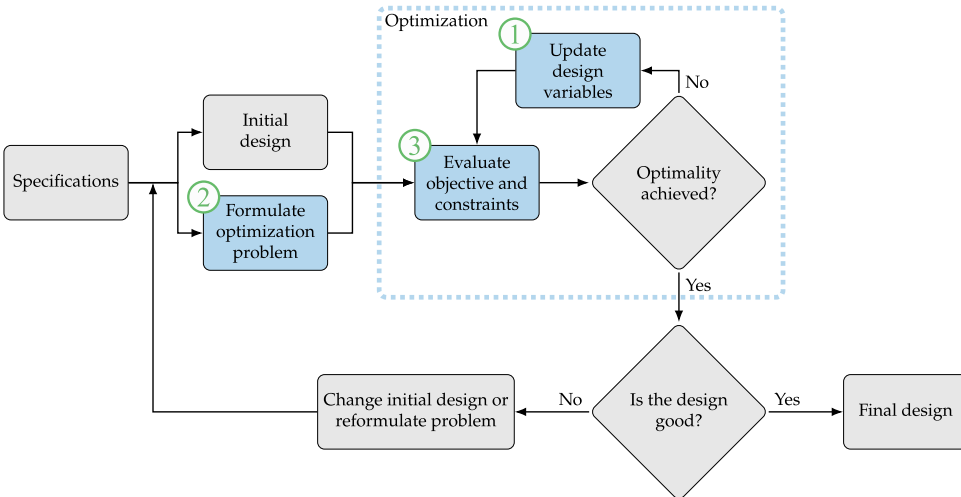 Optimization
1
Update
design
variables
No
Initial
design
3
Evaluate
objective and
constraints
Optimality
achieved?
Specifications
2
Formulate
optimization
problem
Yes
Change initial design or
reformulate problem
No
Is the design
good?
Yes
Final design